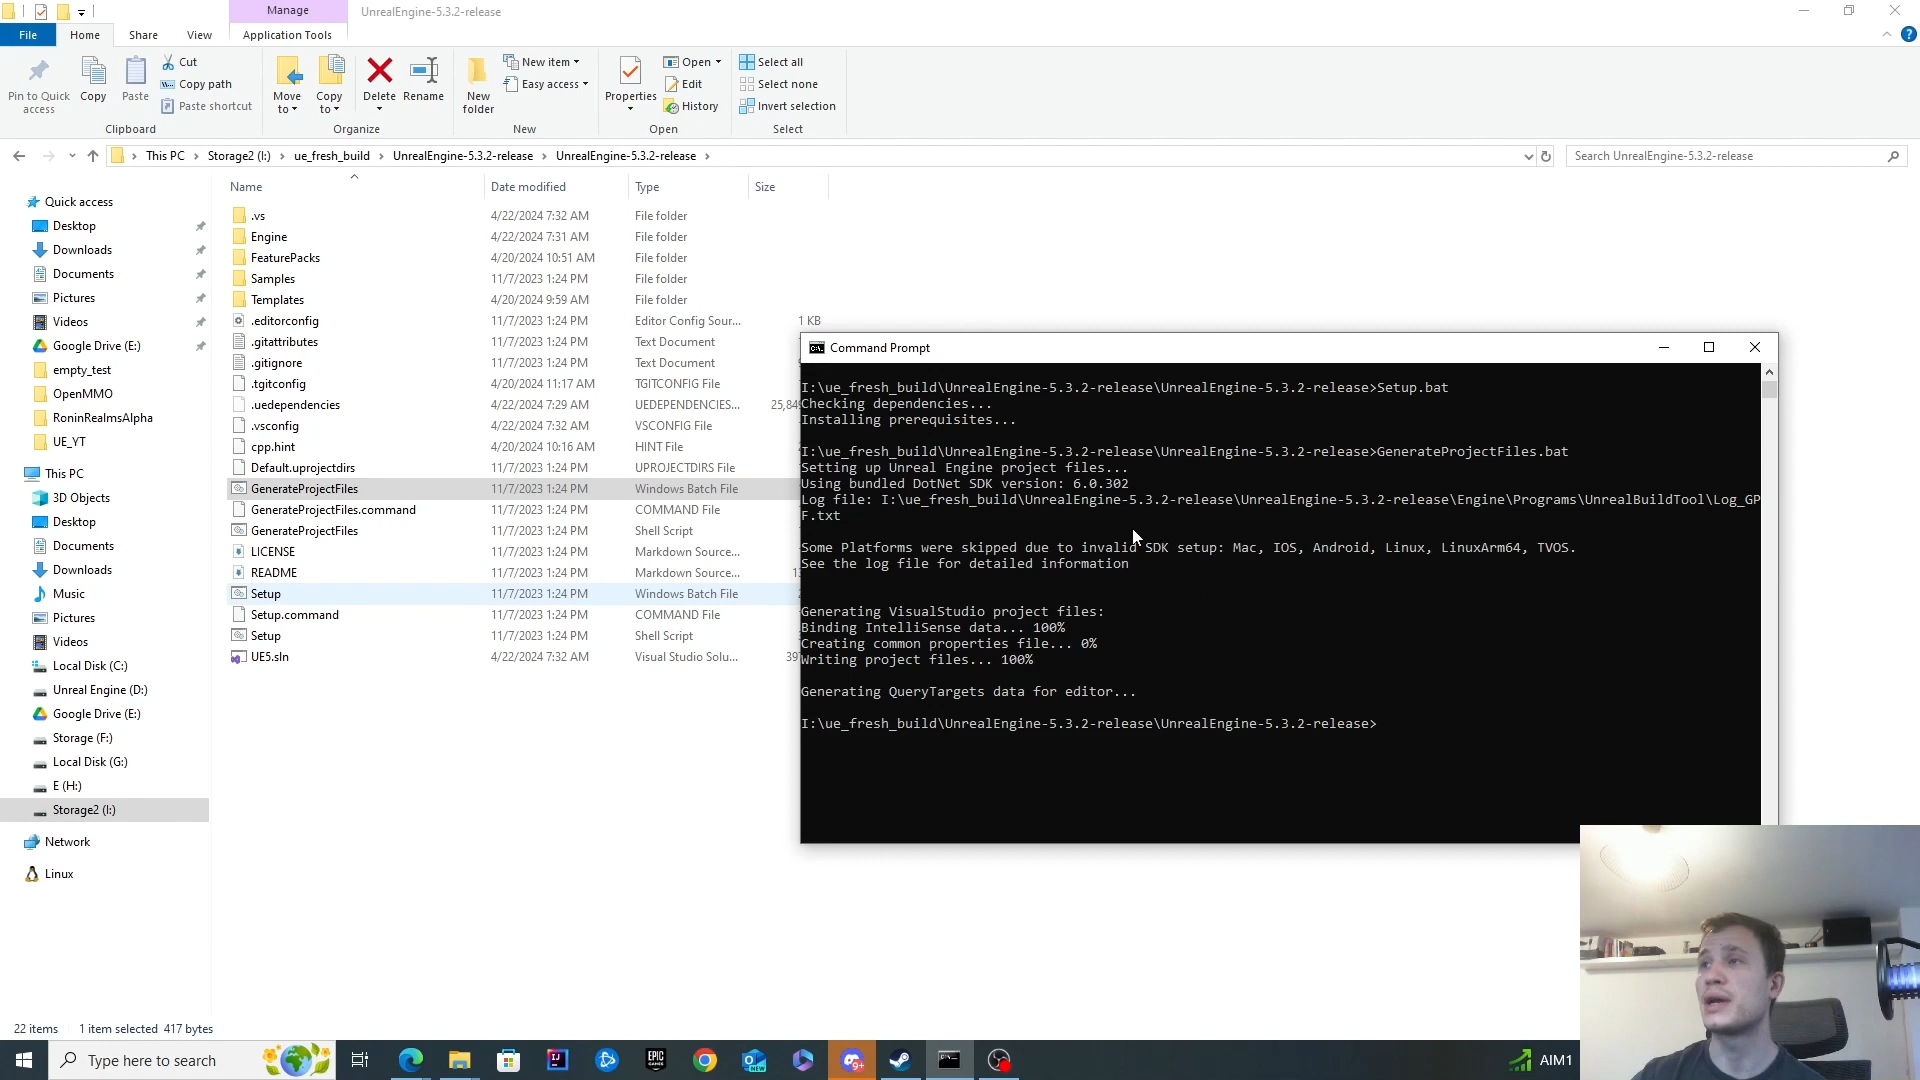 Manage
UnrealEngine-5.3.2-release
File
Home
Share
View
Application Tools
Pin to Quick access
Copy
Paste
Cut
Copy path
Paste shortcut
Clipboard
Move to
Copy to
Delete
Rename
Organize
New folder
New item
Easy access
New
Properties
Open
Edit
History
Open
Select all
Select none
Invert selection
Select
This PC > Storage2 (I:) > ue_fresh_build > UnrealEngine-5.3.2-release > UnrealEngine-5.3.2-release >
Search UnrealEngine-5.3.2-release
Quick access
Desktop
Downloads
Documents
Pictures
Videos
Google Drive (E:)
empty_test
OpenMMO
RoninRealmsAlpha
UE_YT
This PC
3D Objects
Desktop
Documents
Downloads
Music
Pictures
Videos
Local Disk (C:)
Unreal Engine (D:)
Google Drive (E:)
Storage (F:)
Local Disk (G:)
E (H:)
Storage2 (I:)
Network
Linux
Name Date modified Type Size
.vs 4/22/2024 7:32 AM File folder
Engine 4/22/2024 7:31 AM File folder
FeaturePacks 4/20/2024 10:51 AM File folder
Samples 11/7/2023 1:24 PM File folder
Templates 4/20/2024 9:59 AM File folder
.editorconfig 11/7/2023 1:24 PM Editor Config Sour... 1 KB
.gitattributes 11/7/2023 1:24 PM Text Document
.gitignore 11/7/2023 1:24 PM Text Document
.tgitconfig 4/20/2024 11:17 AM TGITCONFIG File
.uedependencies 4/22/2024 7:29 AM UEDEPENDENCIES...
.vsconfig 4/22/2024 7:32 AM VSCONFIG File
cpp.hint 4/20/2024 10:16 AM HINT File
Default.uprojectdirs 11/7/2023 1:24 PM UPROJECTDIRS File
GenerateProjectFiles 11/7/2023 1:24 PM Windows Batch File
GenerateProjectFiles.command 11/7/2023 1:24 PM COMMAND File
GenerateProjectFiles 11/7/2023 1:24 PM Shell Script
LICENSE 11/7/2023 1:24 PM Markdown Source...
README 11/7/2023 1:24 PM Markdown Source...
Setup 11/7/2023 1:24 PM Windows Batch File
Setup.command 11/7/2023 1:24 PM COMMAND File
Setup 11/7/2023 1:24 PM Shell Script
UE5.sln 4/22/2024 7:32 AM Visual Studio Solu...
Command Prompt
I:\ue_fresh_build\UnrealEngine-5.3.2-release\UnrealEngine-5.3.2-release>Setup.bat
Checking dependencies...
Installing prerequisites...
I:\ue_fresh_build\UnrealEngine-5.3.2-release\UnrealEngine-5.3.2-release>GenerateProjectFiles.bat
Setting up Unreal Engine project files...
Using bundled DotNet SDK version: 6.0.302
Log file: I:\ue_fresh_build\UnrealEngine-5.3.2-release\UnrealEngine-5.3.2-release\Engine\Programs\UnrealBuildTool\Log_GP
F.txt
Some Platforms were skipped due to invalid SDK setup: Mac, IOS, Android, Linux, LinuxArm64, TVOS.
See the log file for detailed information
Generating VisualStudio project files:
Binding IntelliSense data... 100%
Creating common properties file... 0%
Writing project files... 100%
Generating QueryTargets data for editor...
I:\ue_fresh_build\UnrealEngine-5.3.2-release\UnrealEngine-5.3.2-release>
22 items 1 item selected 417 bytes
Type here to search
EPIC GAMES
NEW
9+
AIM1